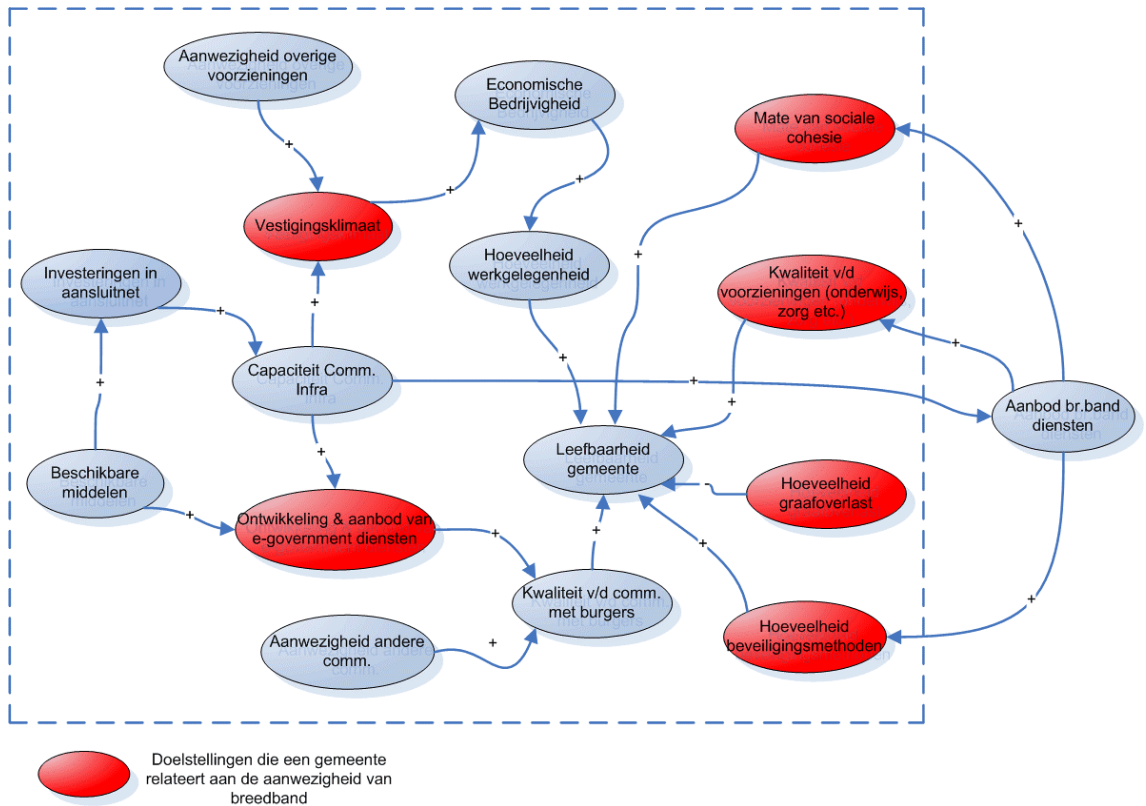 Aanwezigheid overige
voorzieningen
Economische
Bedrijvigheid
Mate van sociale
cohesie
+
+
+
+
Vestigingsklimaat
Hoeveelheid
werkgelegenheid
+
Investeringen in
aansluitnet
Kwaliteit v/d
voorzieningen (onderwijs,
zorg etc.)
+
+
+
+
+
+
Capaciteit Comm.
Infra
+
+
Aanbod br.band
diensten
Leefbaarheid
gemeente
+
Beschikbare
middelen
Hoeveelheid
graafoverlast
-
+
Ontwikkeling & aanbod van
e-government diensten
+
+
+
Kwaliteit v/d comm.
met burgers
+
Aanwezigheid andere
comm.
+
Hoeveelheid
beveiligingsmethoden
Doelstellingen die een gemeente
relateert aan de aanwezigheid van
breedband